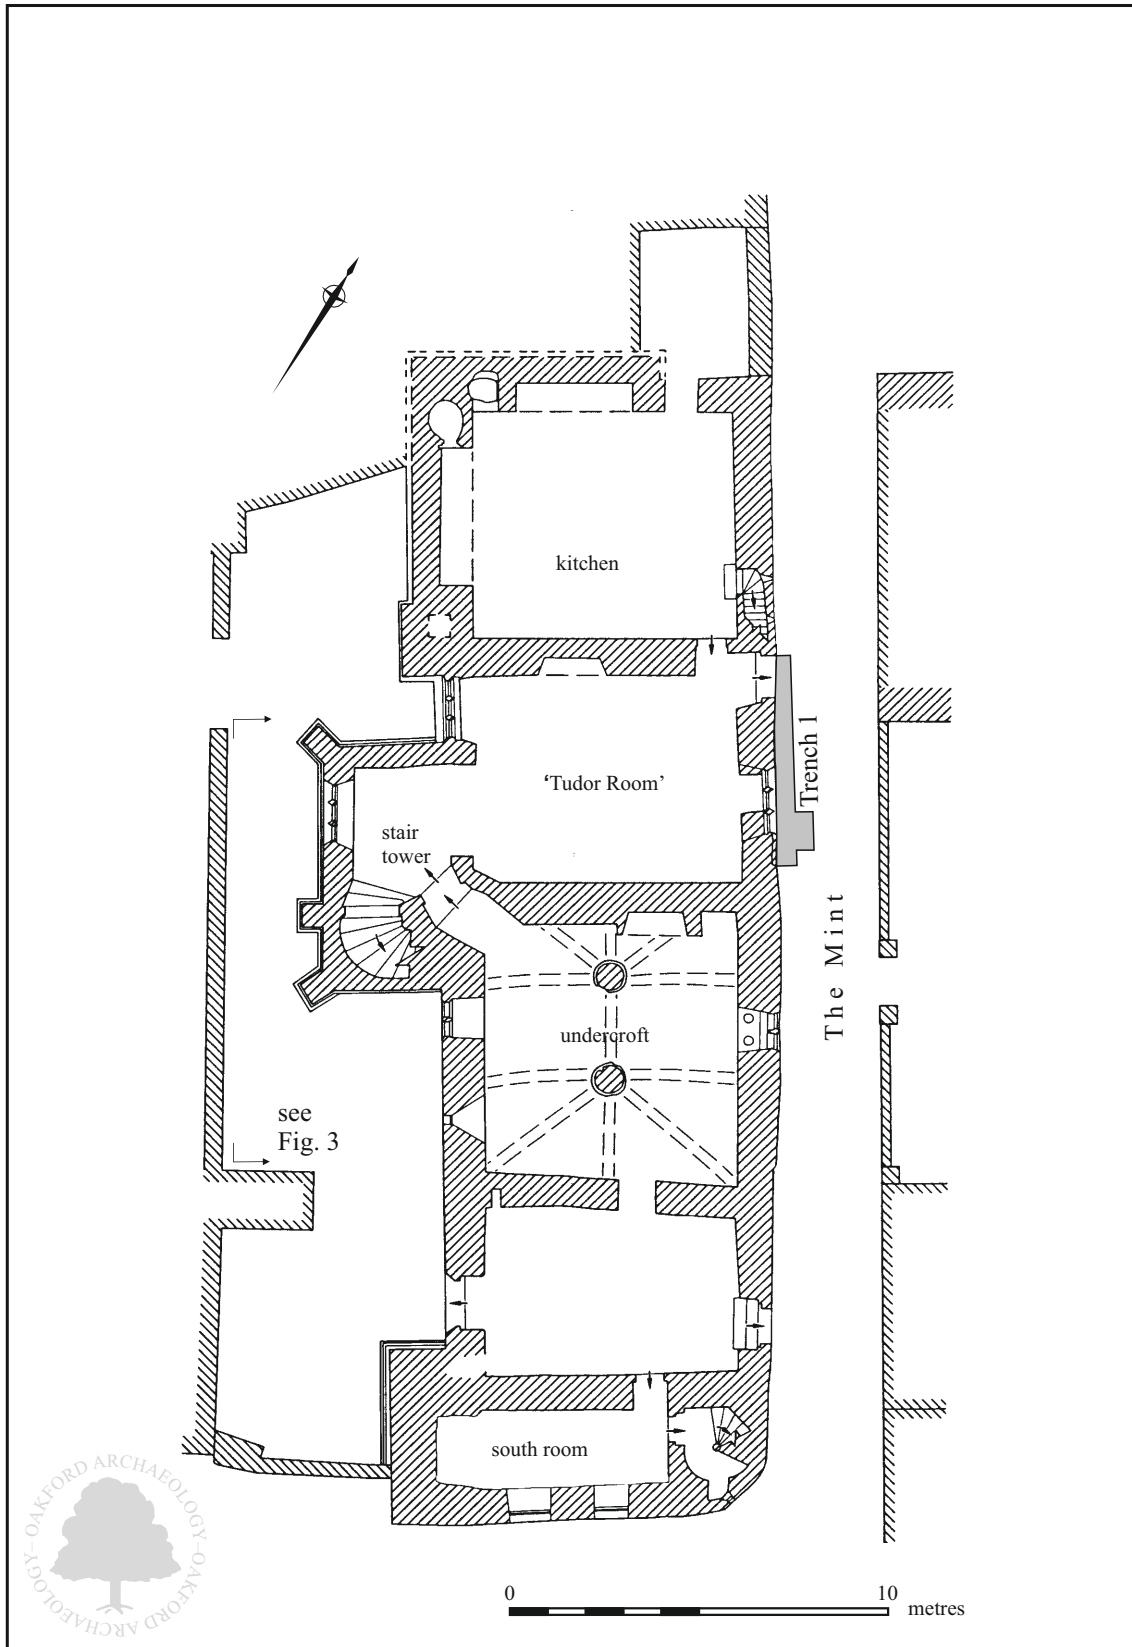 kitchen
Trench 1
'Tudor Room'
stair
tower
The Mint
undercroft
see
Fig. 3
south room
OAKFORD ARCHAEOLOGY–OAKFORD ARCHAEOLOGY–
0 10
metres